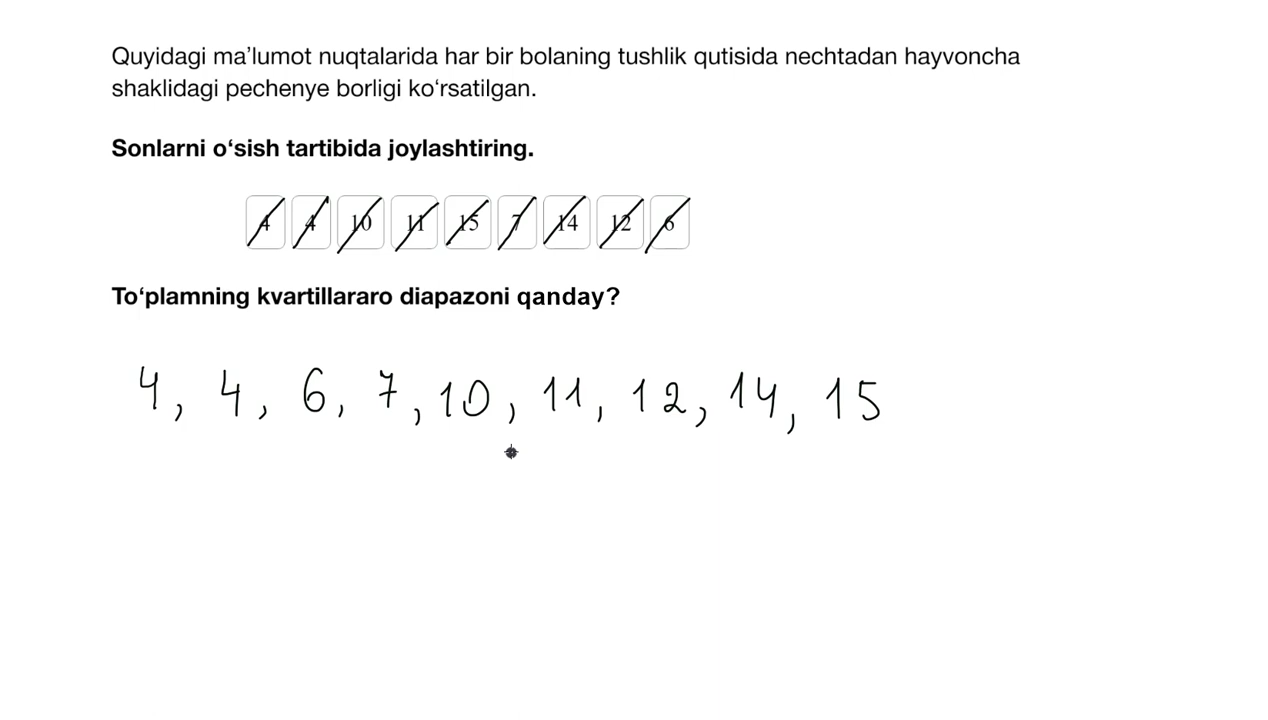 Quyidagi ma’lumot nuqtalarida har bir bolaning tushlik qutisida nechtadan hayvoncha
shaklidagi pechenye borligi ko‘rsatilgan.
Sonlarni o‘sish tartibida joylashtiring.
4 4 10 11 15 7 14 12 6
To‘plamning kvartillararo diapazoni qanday?
4, 4, 6, 7, 10, 11, 12, 14, 15